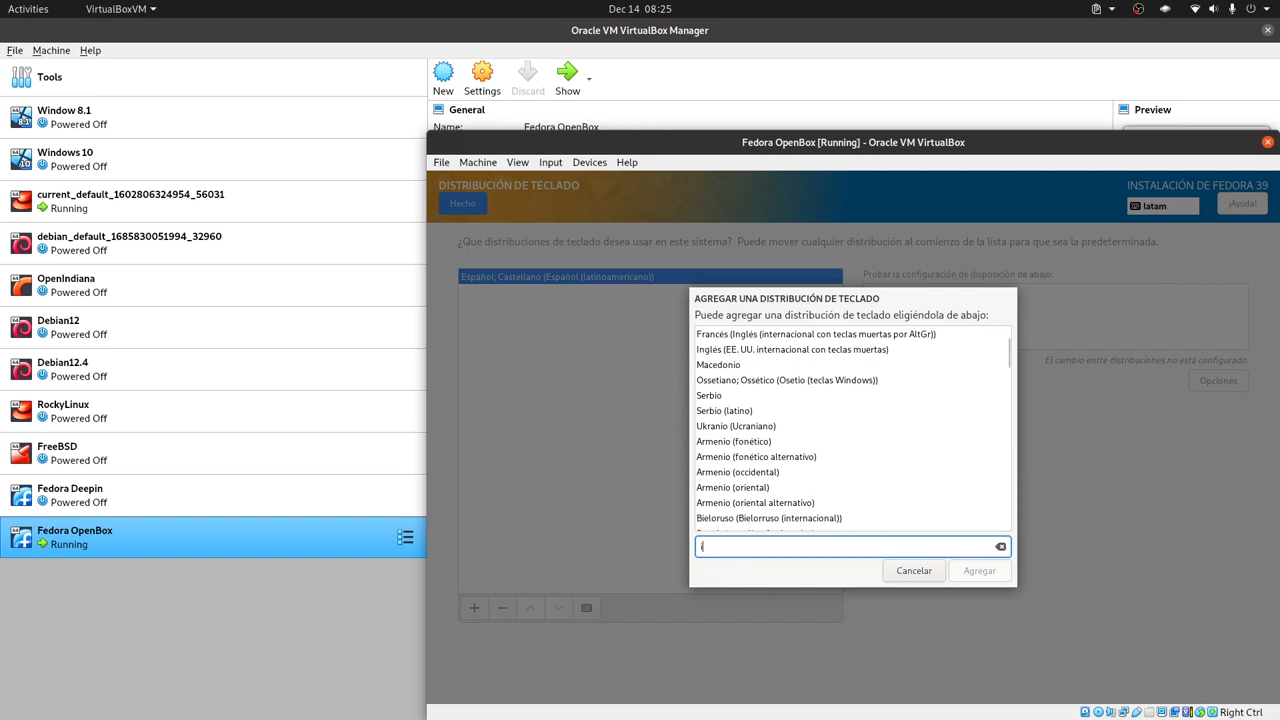 Activities
VirtualBoxVM
Dec 14 08:25
Oracle VM VirtualBox Manager
File Machine Help
Tools
Window 8.1
Powered Off
Windows 10
Powered Off
current_default_1602806324954_56031
Running
debian_default_1685830051994_32960
Powered Off
OpenIndiana
Powered Off
Debian12
Powered Off
Debian12.4
Powered Off
RockyLinux
Powered Off
FreeBSD
Powered Off
Fedora Deepin
Powered Off
Fedora OpenBox
Running
New Settings Discard Show
General
Preview
Name: Fedora OpenBox
Fedora OpenBox [Running] - Oracle VM VirtualBox
File Machine View Input Devices Help
DISTRIBUCIÓN DE TECLADO
INSTALACIÓN DE FEDORA 39
Hecho
latam
¡Ayuda!
¿Qué distribuciones de teclado desea usar en este sistema? Puede mover cualquier distribución al comienzo de la lista para que sea la predeterminada.
Español; Castellano (Español (latinoamericano))
Probar la configuración de disposición de abajo:
El cambio entre distribuciones no está configurado.
Opciones
AGREGAR UNA DISTRIBUCIÓN DE TECLADO
Puede agregar una distribución de teclado eligiéndola de abajo:
Francés (Inglés (internacional con teclas muertas por AltGr))
Inglés (EE. UU. internacional con teclas muertas)
Macedonio
Ossetiano; Ossético (Osetio (teclas Windows))
Serbio
Serbio (latino)
Ukranio (Ucraniano)
Armenio (fonético)
Armenio (fonético alternativo)
Armenio (occidental)
Armenio (oriental)
Armenio (oriental alternativo)
Bieloruso (Bielorruso (internacional))
i
Cancelar
Agregar
Right Ctrl